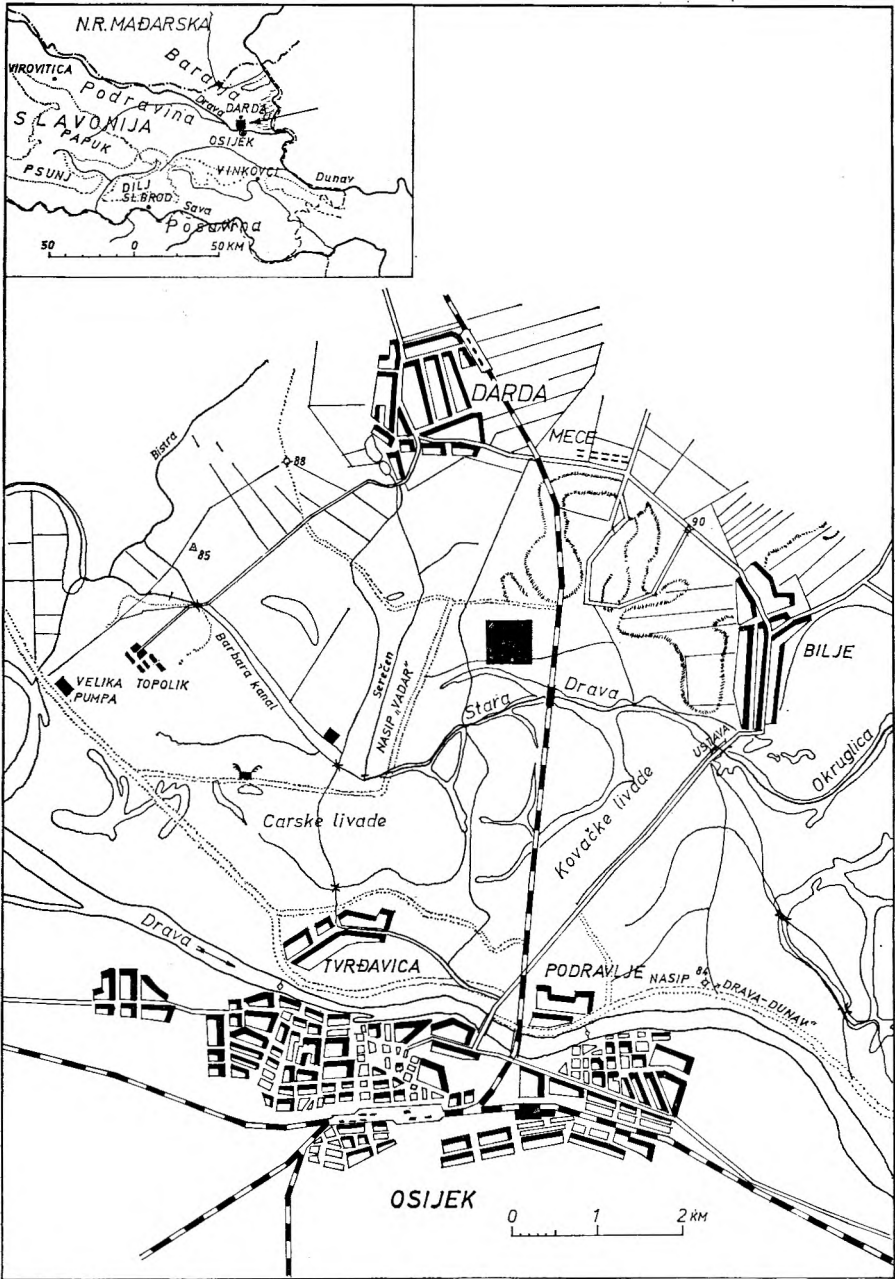 N.R. MAĐARSKA
Baranja
VIROVITICA
Podravina
Drava
DARDA
SLAVONIJA
PAPUK
OSIJEK
PSUNJ
VINKOVCI
Dunav
DILJ
SL.BROD
Sava
Posavina
50 0 50 KM
DARDA
MECE
Bistra
88
90
85
BILJE
Barbara kanal
Serečen
NASIP „VADAR"
VELIKA PUMPA
TOPOLIK
Stara Drava
USTAVA
Okruglica
Kovačke livade
Carske livade
Drava
TVRĐAVICA
PODRAVLJE
NASIP „DRAVA-DUNAV"
84
OSIJEK
0 1 2 KM